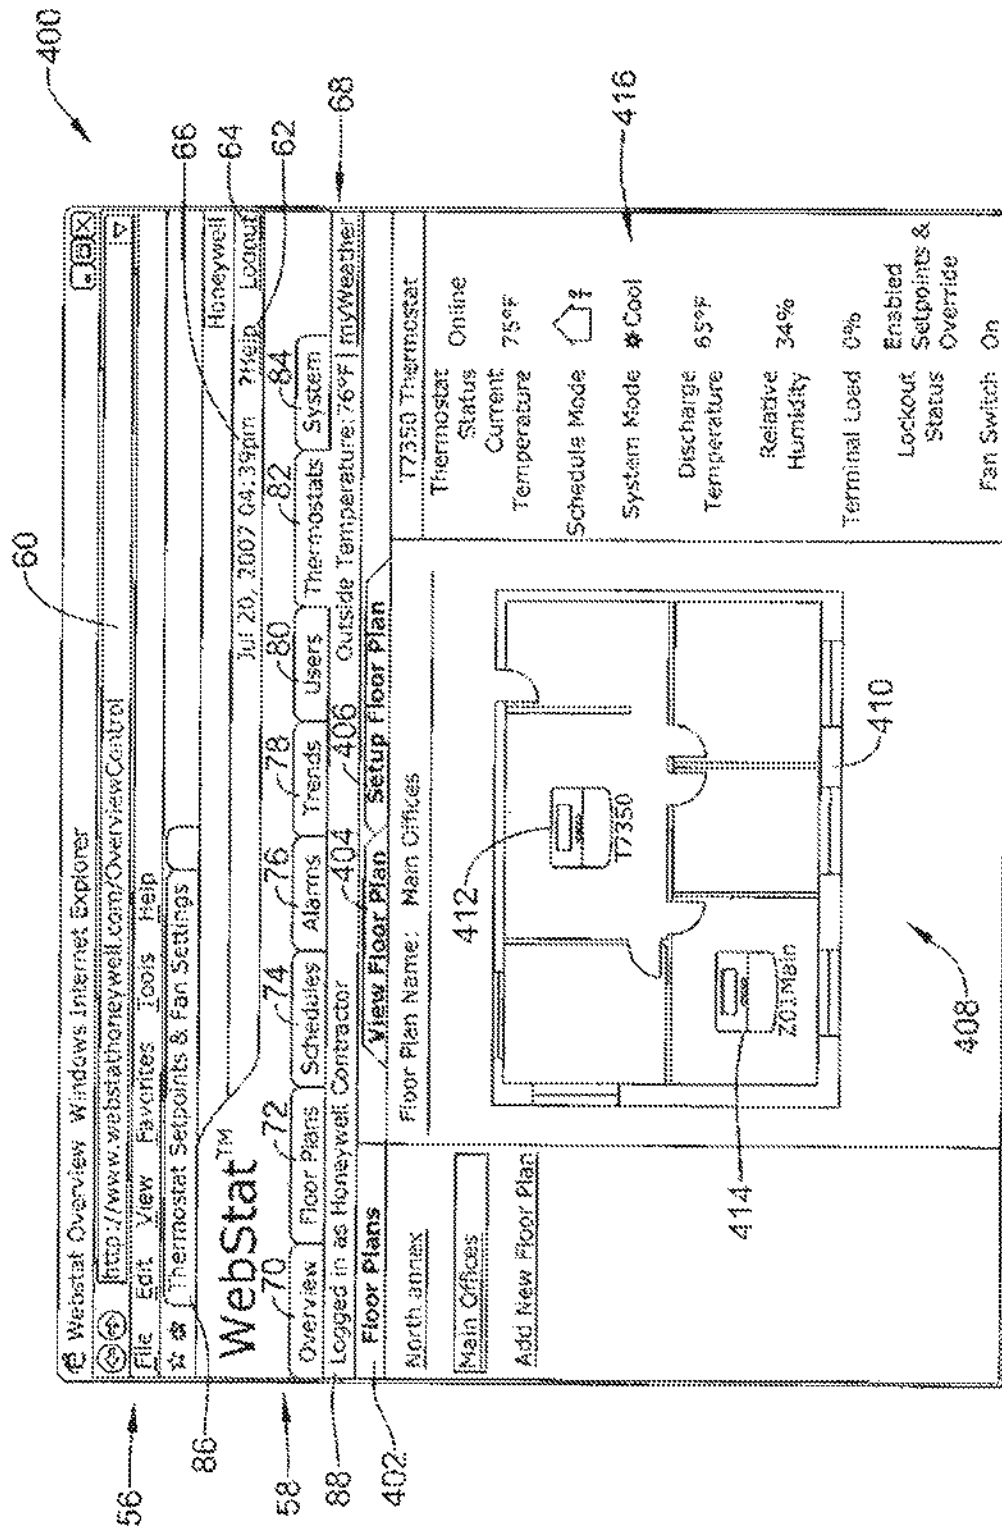 400
60
66
64
62
68
56
86
58
88
402
Webstat Overview Windows Internet Explorer
http://www.webstathoneywell.com/OverviewControl
File Edit View Favorites Tools Help
Thermostat Setpoints & Fan Settings
Honeywell
WebStat™
Jul 20, 2007 04:39pm ?Help Logout
70 72 74 76 78 80 82 84
Overview Floor Plans Schedules Alarms Trends Users Thermostats System
Logged in as Honeywell Contractor
404 406
Outside Temperature: 76°F | myWeather
Floor Plans
View Floor Plan Setup Floor Plan
North annex
Main Offices
Add New Floor Plan
Floor Plan Name: Main Offices
412
T7350
414
Z01Main
410
408
T7350 Thermostat
Thermostat Status Online
Current Temperature 75°F
Schedule Mode
System Mode Cool
Discharge Temperature 65°F
Relative Humidity 34%
Terminal Load 0%
Lockout Status Enabled Setpoints & Override
Fan Switch On
416